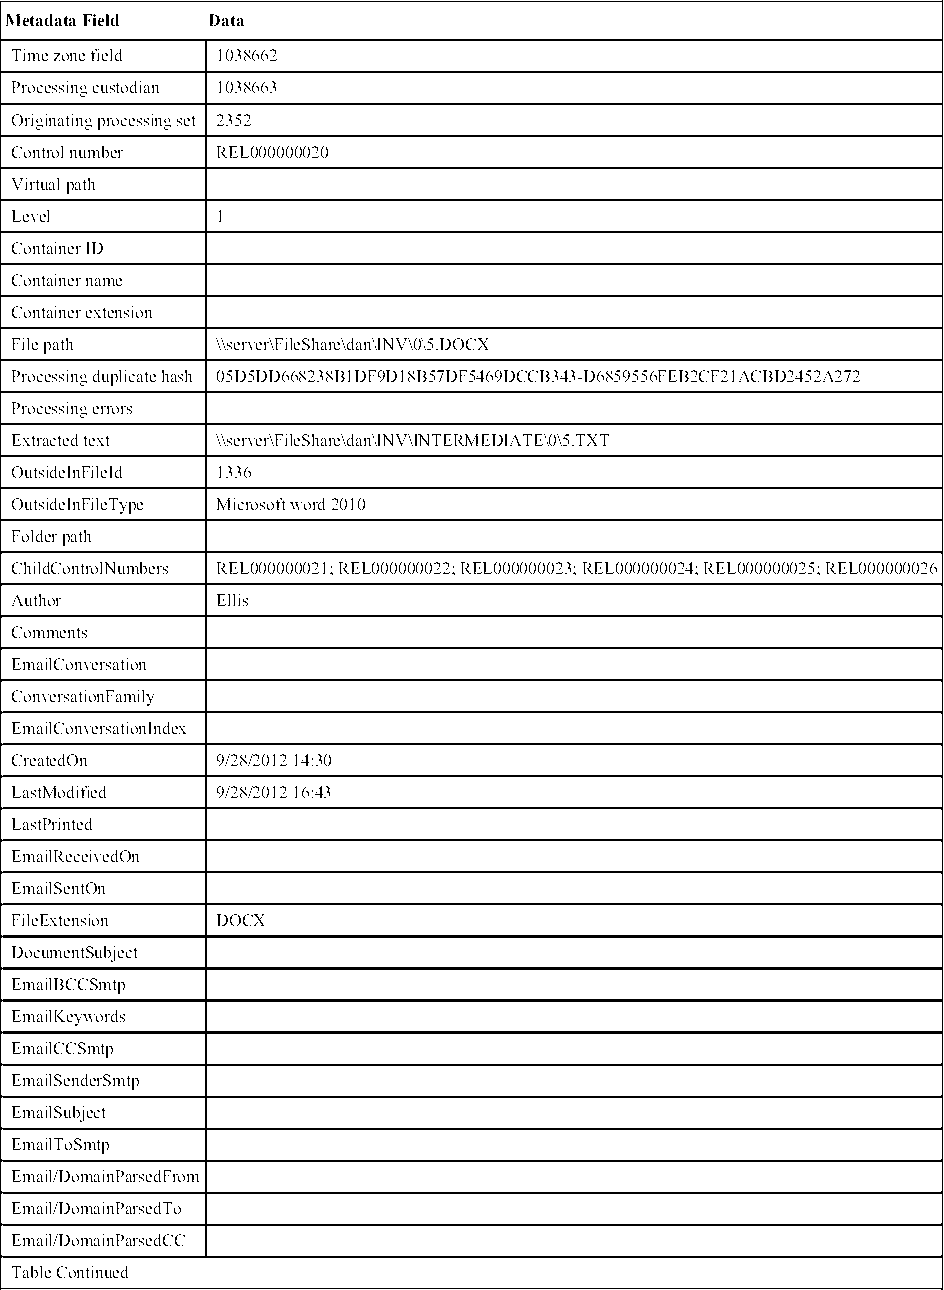 Metadata Field Data
Time zone field 1038662
Processing custodian 1038663
Originating processing set 2352
Control number REL000000020
Virtual path
Level 1
Container ID
Container name
Container extension
File path \\server\FileShare\dan\INV\0\5.DOCX
Processing duplicate hash 05D5DD668238B1DF9D18B57DF5469DCCB343-D6859556FEB2CF21ACBD2452A272
Processing errors
Extracted text \\server\FileShare\dan\INV\INTERMEDIATE\0\5.TXT
OutsideInFileId 1336
OutsideInFileType Microsoft word 2010
Folder path
ChildControlNumbers REL000000021; REL000000022; REL000000023; REL000000024; REL000000025; REL000000026
Author Ellis
Comments
EmailConversation
ConversationFamily
EmailConversationIndex
CreatedOn 9/28/2012 14:30
LastModified 9/28/2012 16:43
LastPrinted
EmailReceivedOn
EmailSentOn
FileExtension DOCX
DocumentSubject
EmailBCCSmtp
EmailKeywords
EmailCCSmtp
EmailSenderSmtp
EmailSubject
EmailToSmtp
Email/DomainParsedFrom
Email/DomainParsedTo
Email/DomainParsedCC
Table Continued